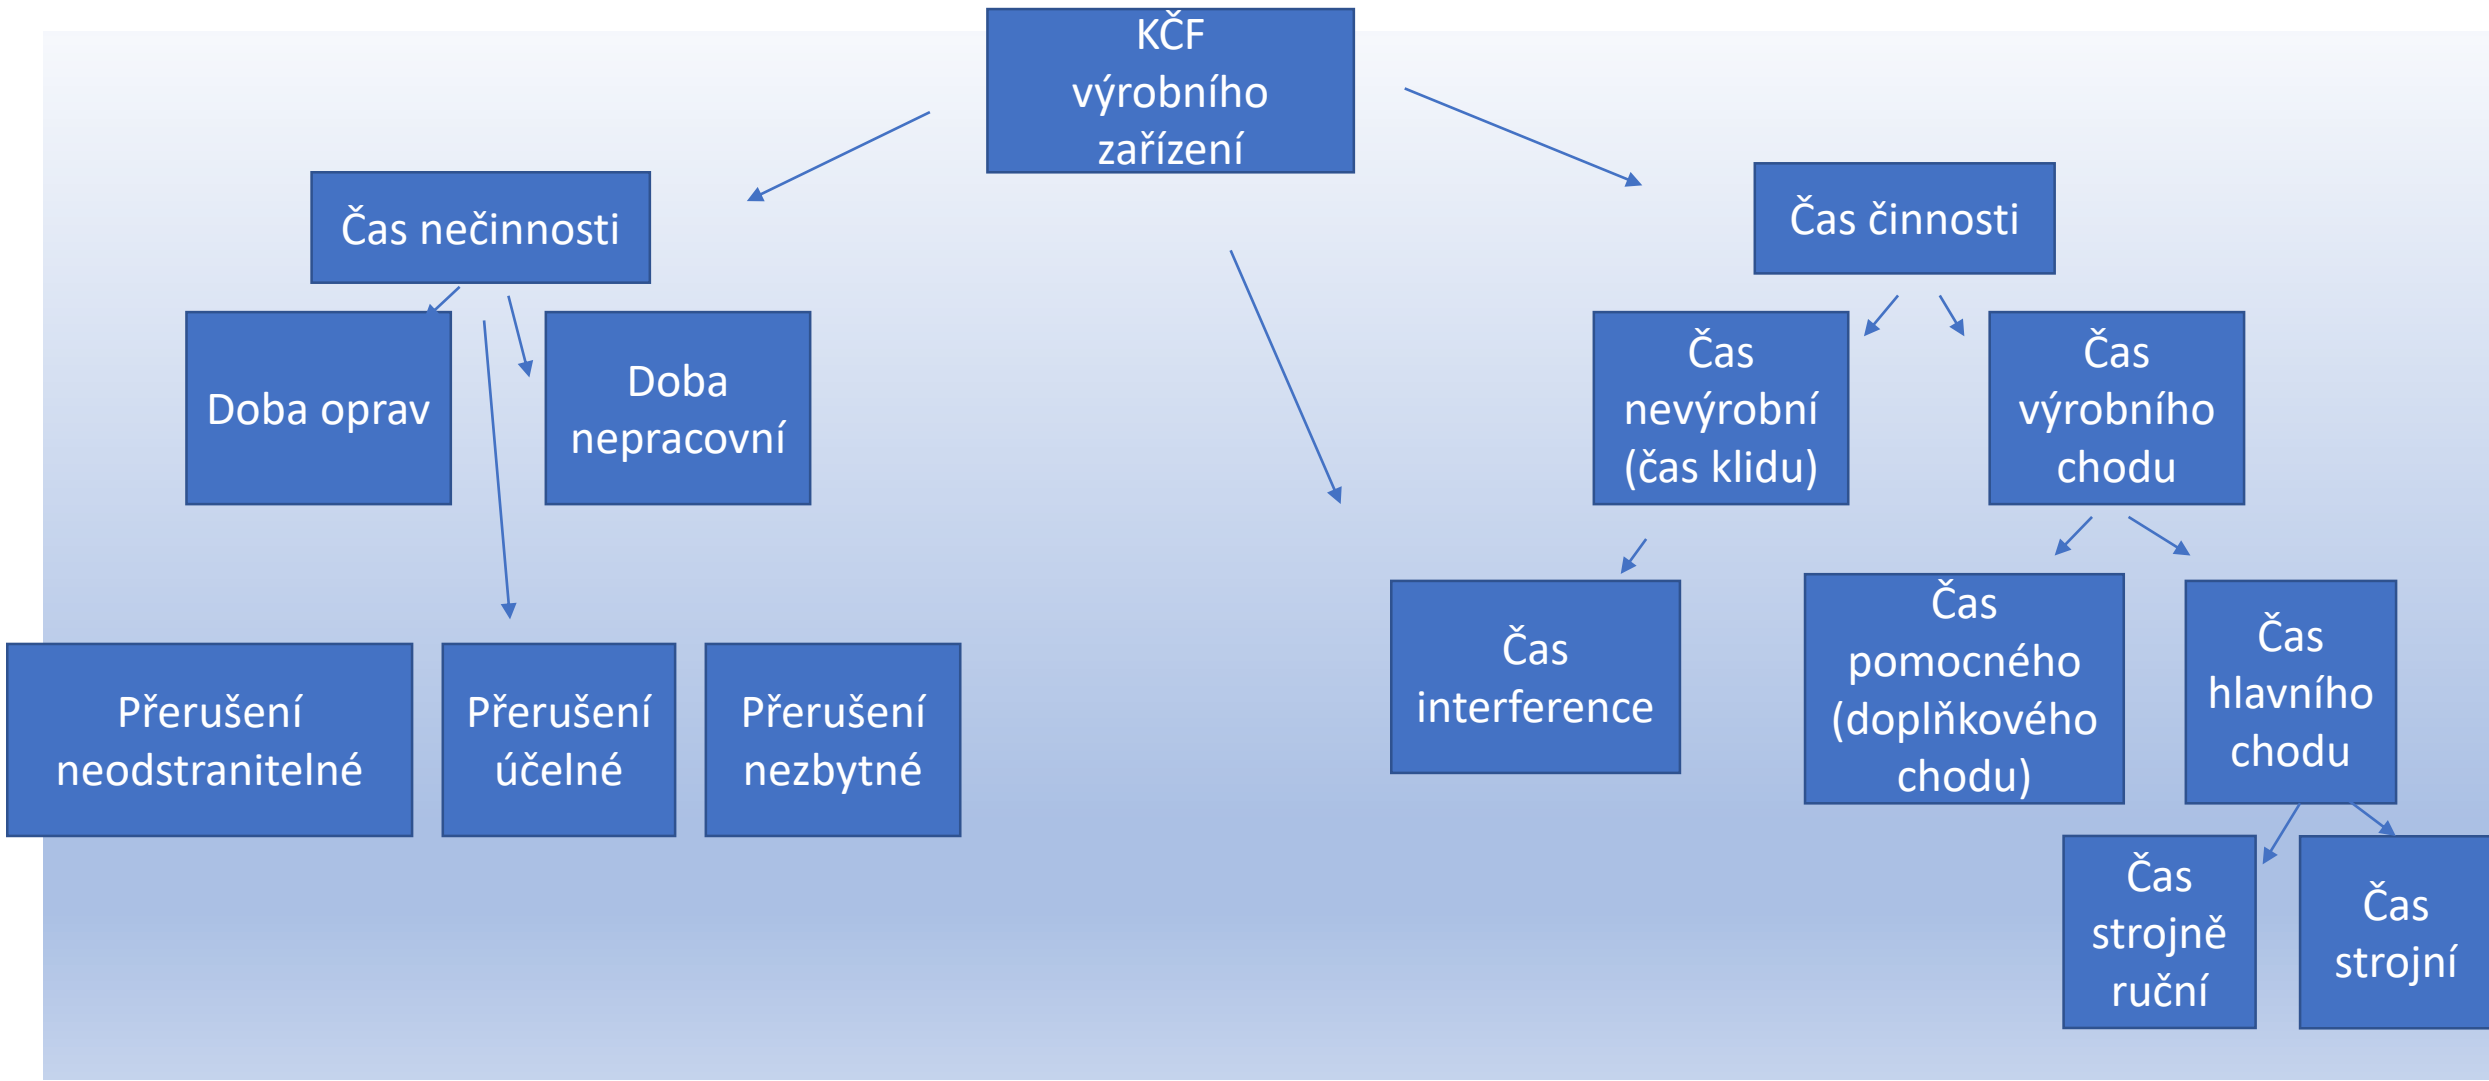 KČF
výrobního
zařízení
Čas nečinnosti
Čas činnosti
Doba oprav
Doba
nepracovní
Čas
nevýrobní
(čas klidu)
Čas
výrobního
chodu
Přerušení
neodstranitelné
Přerušení
účelné
Přerušení
nezbytné
Čas
interference
Čas
pomocného
(doplňkového
chodu)
Čas
hlavního
chodu
Čas
strojně
ruční
Čas
strojní